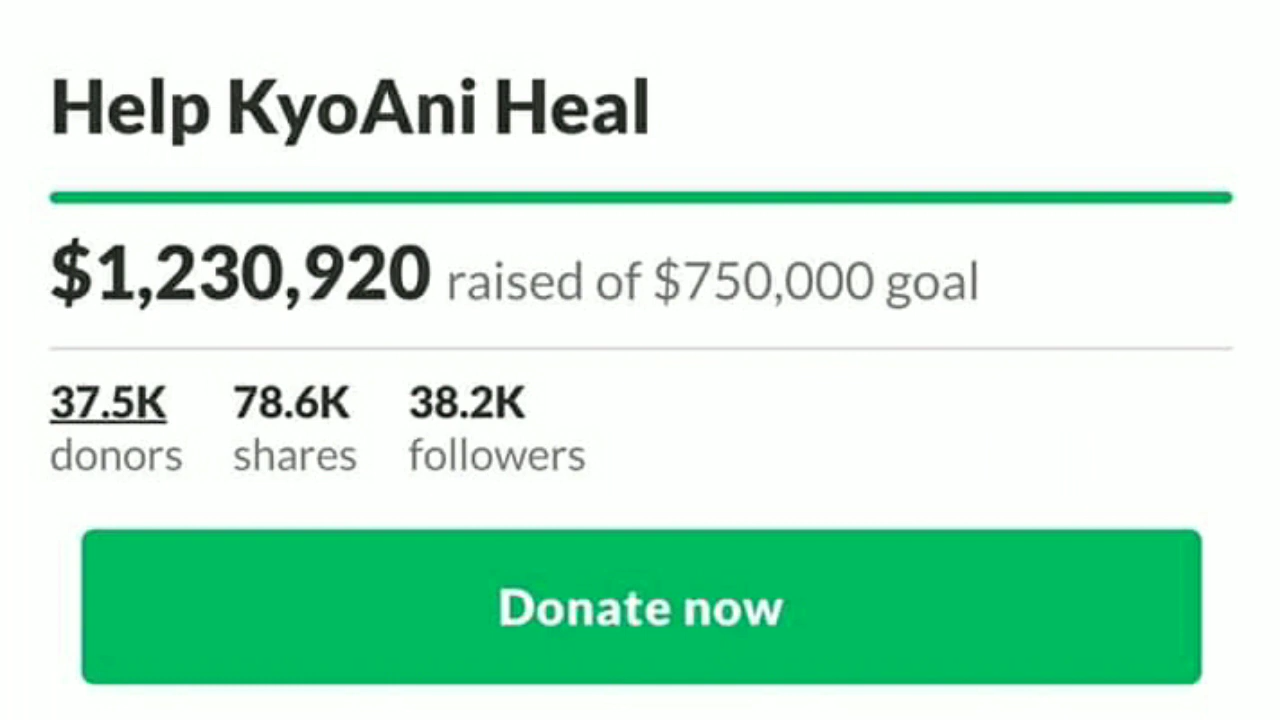 Help KyoAni Heal
$1,230,920 raised of $750,000 goal
37.5K 78.6K 38.2K
donors shares followers
Donate now